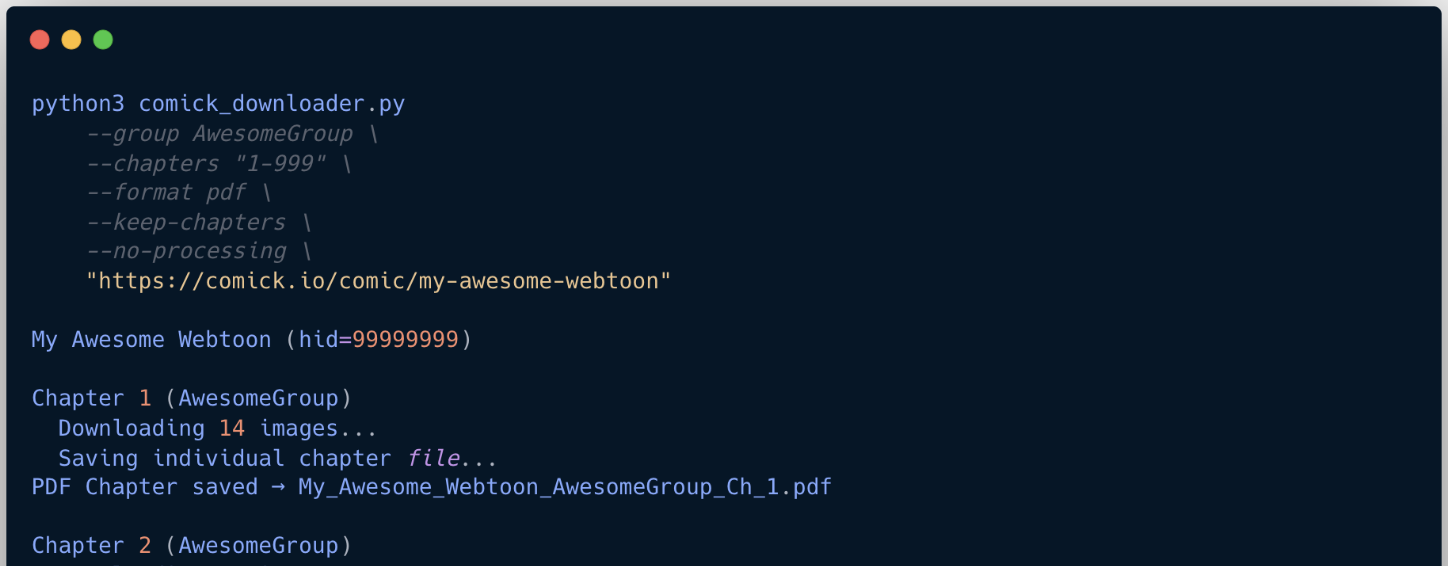 python3 comick_downloader.py
--group AwesomeGroup \
--chapters "1-999" \
--format pdf \
--keep-chapters \
--no-processing \
"https://comick.io/comic/my-awesome-webtoon"
My Awesome Webtoon (hid=99999999)
Chapter 1 (AwesomeGroup)
Downloading 14 images...
Saving individual chapter file...
PDF Chapter saved → My_Awesome_Webtoon_AwesomeGroup_Ch_1.pdf
Chapter 2 (AwesomeGroup)